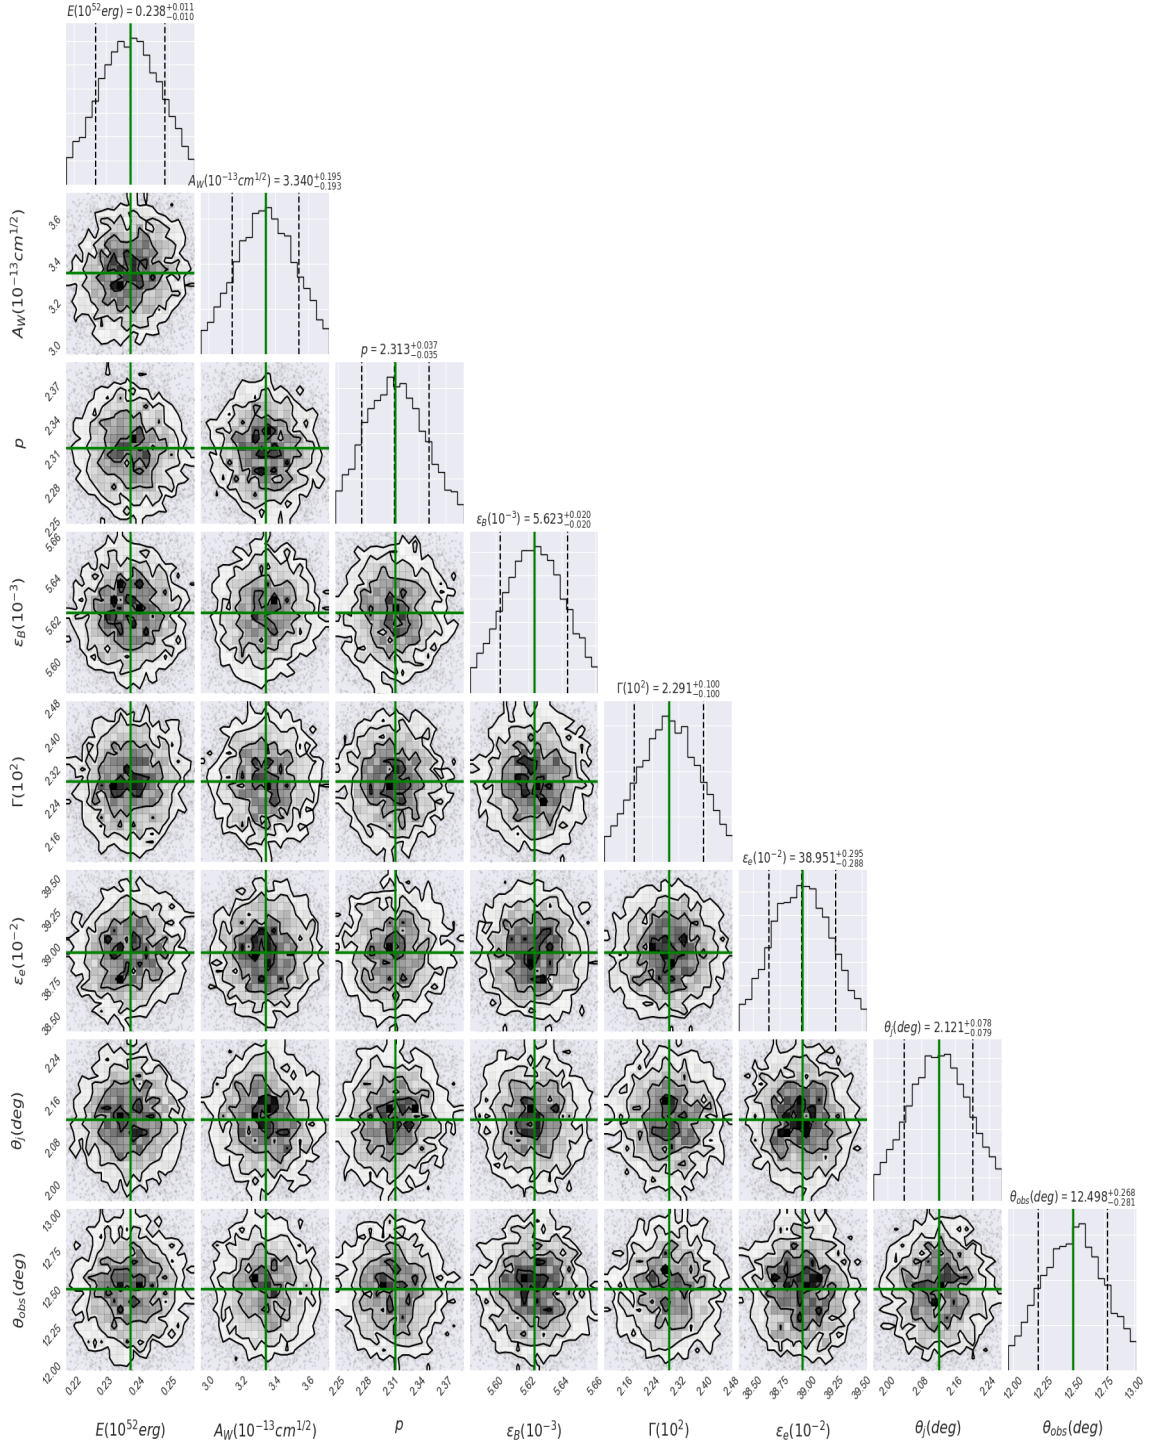 E(10^{52}erg) = 0.238^{+0.011}_{-0.010}
A_W(10^{-13}cm^{1/2}) = 3.340^{+0.195}_{-0.193}
A_W(10^{-13}cm^{1/2})
3.6
3.4
3.2
3.0
p = 2.313^{+0.037}_{-0.035}
p
2.37
2.34
2.31
2.28
2.25
ε_B(10^{-3}) = 5.623^{+0.020}_{-0.020}
ε_B(10^{-3})
5.66
5.64
5.62
5.60
Γ(10^2) = 2.291^{+0.100}_{-0.100}
Γ(10^2)
2.48
2.40
2.32
2.24
2.16
ε_e(10^{-2}) = 38.951^{+0.295}_{-0.288}
ε_e(10^{-2})
39.50
39.25
39.00
38.75
38.50
θ_j(deg) = 2.121^{+0.078}_{-0.079}
θ_j(deg)
2.24
2.16
2.08
2.00
θ_{obs}(deg) = 12.498^{+0.268}_{-0.281}
θ_{obs}(deg)
13.00
12.75
12.50
12.25
12.00
0.22 0.23 0.24 0.25 3.0 3.2 3.4 3.6 2.25 2.28 2.31 2.34 2.37 5.60 5.62 5.64 5.66 2.16 2.24 2.32 2.40 2.48 38.50 38.75 39.00 39.25 39.50 2.00 2.08 2.16 2.24 12.00 12.25 12.50 12.75 13.00
E(10^{52}erg) A_W(10^{-13}cm^{1/2}) p ε_B(10^{-3}) Γ(10^2) ε_e(10^{-2}) θ_j(deg) θ_{obs}(deg)